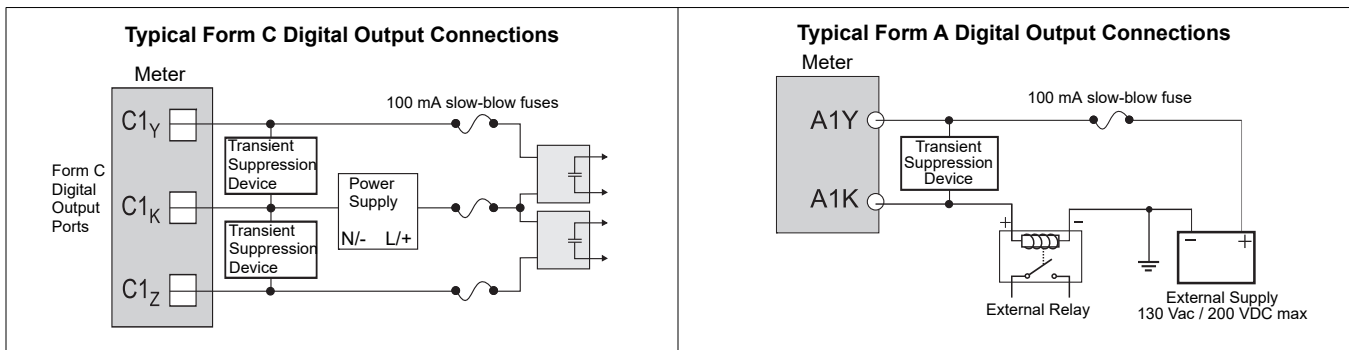 Typical Form C Digital Output Connections
Meter
100 mA slow-blow fuses
C1Y
Transient
Suppression
Device
Form C
Digital
Output
Ports
C1K
Power
Supply
N/- L/+
Transient
Suppression
Device
C1Z
Typical Form A Digital Output Connections
Meter
100 mA slow-blow fuse
A1Y
Transient
Suppression
Device
A1K
+
-
- +
External Relay
External Supply
130 Vac / 200 VDC max